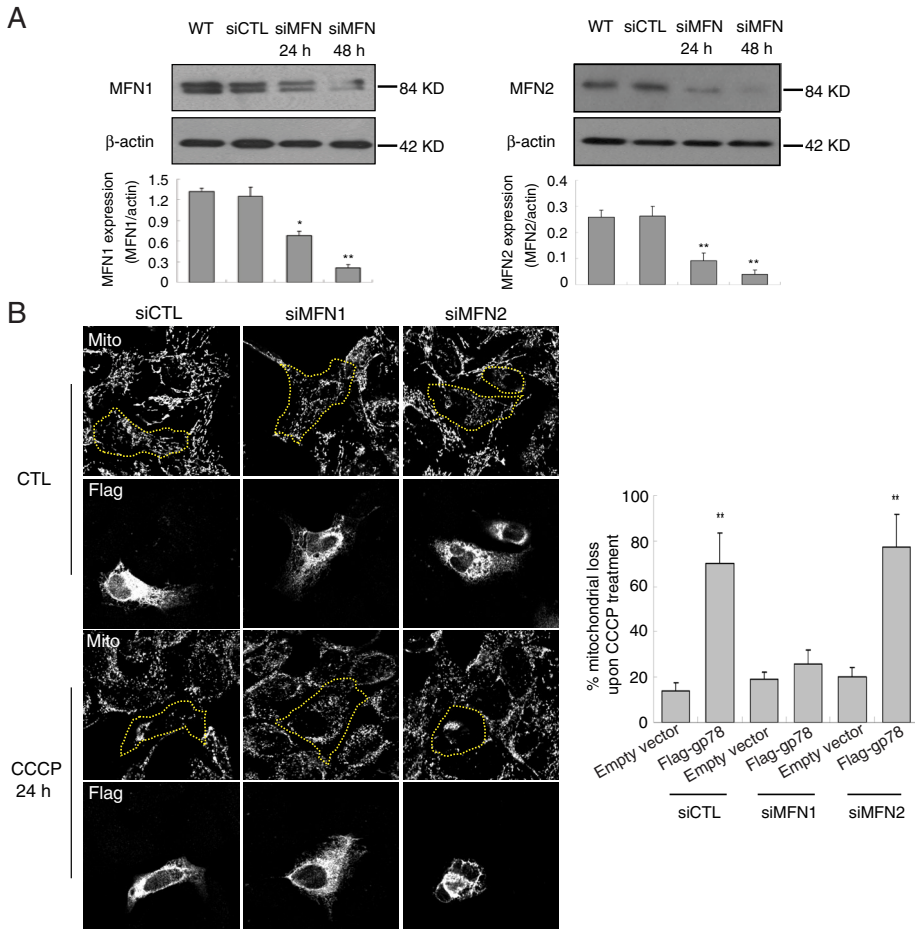 A
WT siCTL siMFN 24 h siMFN 48 h
MFN1
84 KD
β-actin
42 KD
MFN1 expression (MFN1/actin)
1.5
1.2
0.9
0.6
0.3
0
*
**
WT siCTL siMFN 24 h siMFN 48 h
MFN2
84 KD
β-actin
42 KD
MFN2 expression (MFN2/actin)
0.4
0.3
0.2
0.1
0
**
**
B
siCTL siMFN1 siMFN2
CTL
Mito
Flag
CCCP 24 h
Mito
Flag
% mitochondrial loss upon CCCP treatment
100
80
60
40
20
0
**
**
Empty vector
Flag-gp78
Empty vector
Flag-gp78
Empty vector
Flag-gp78
siCTL siMFN1 siMFN2